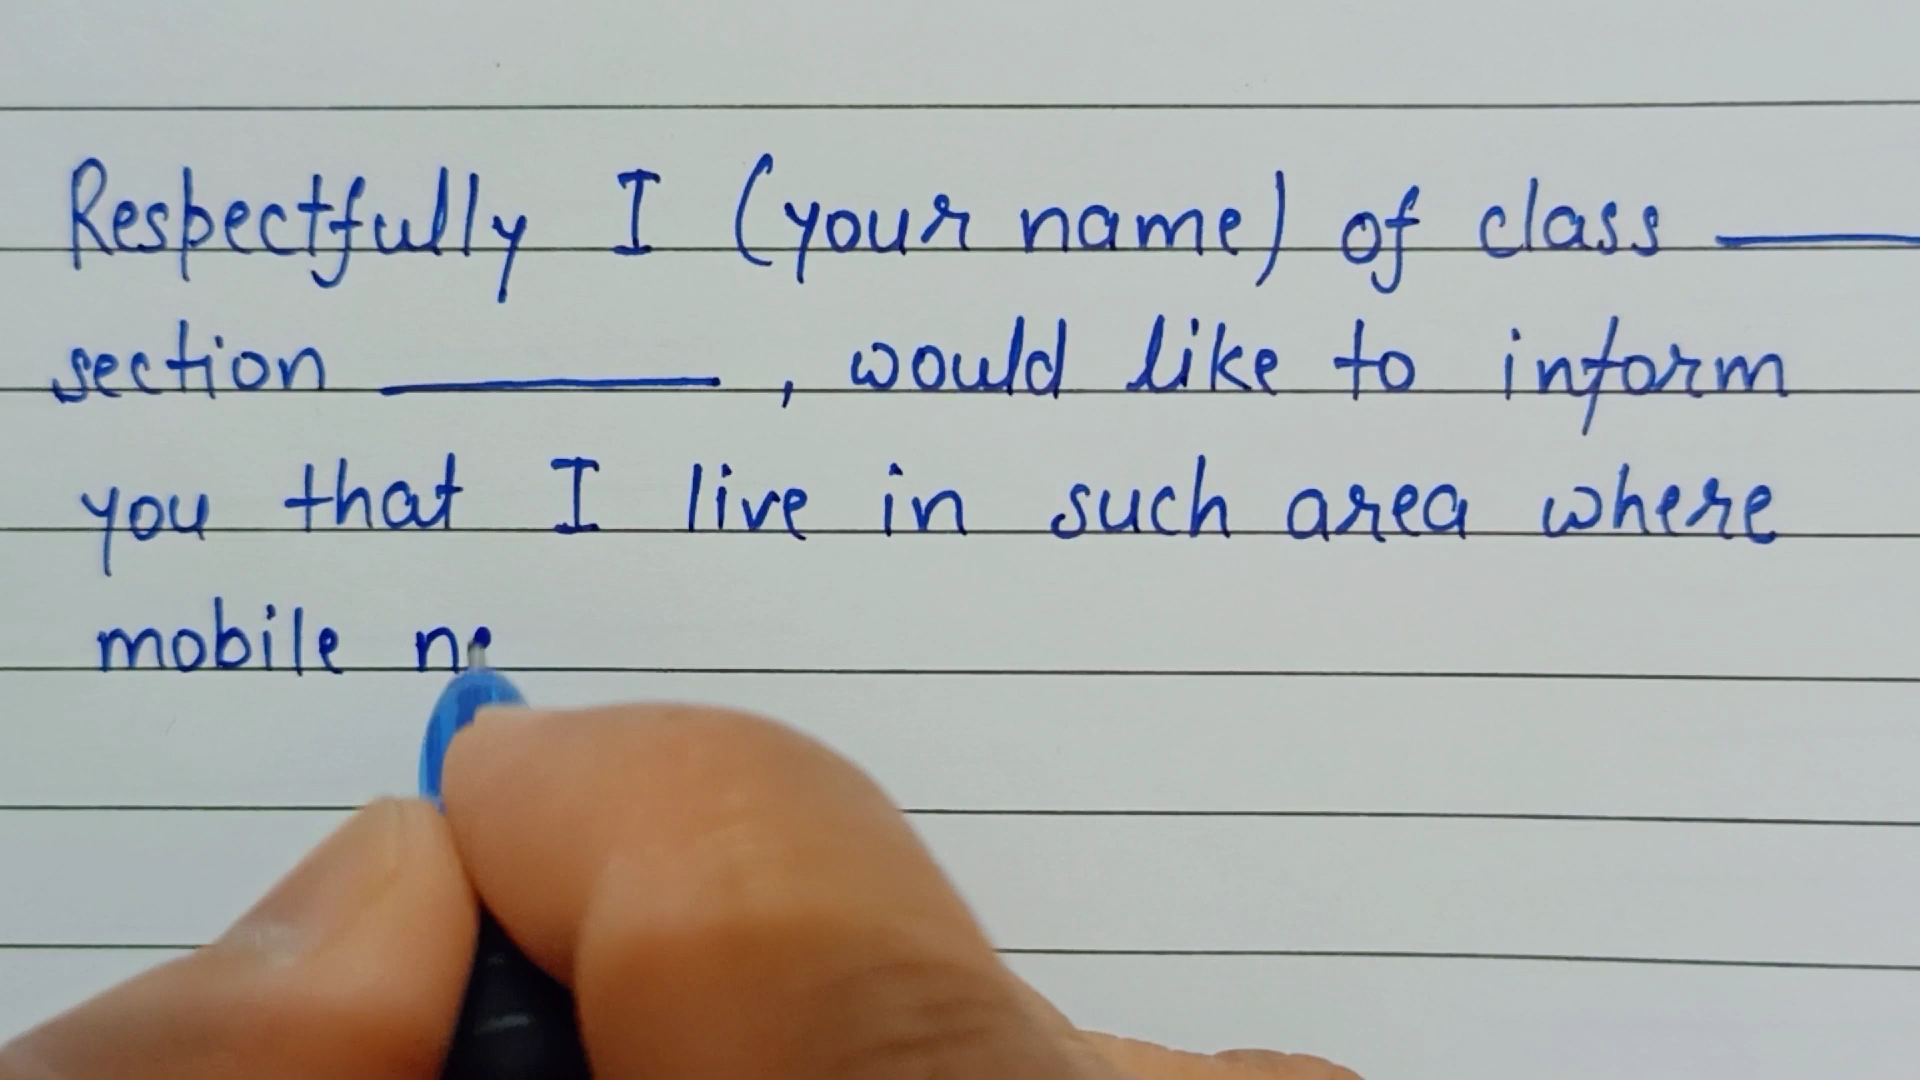 Respectfully I (your name) of class ____
section ________, would like to inform
you that I live in such area where
mobile